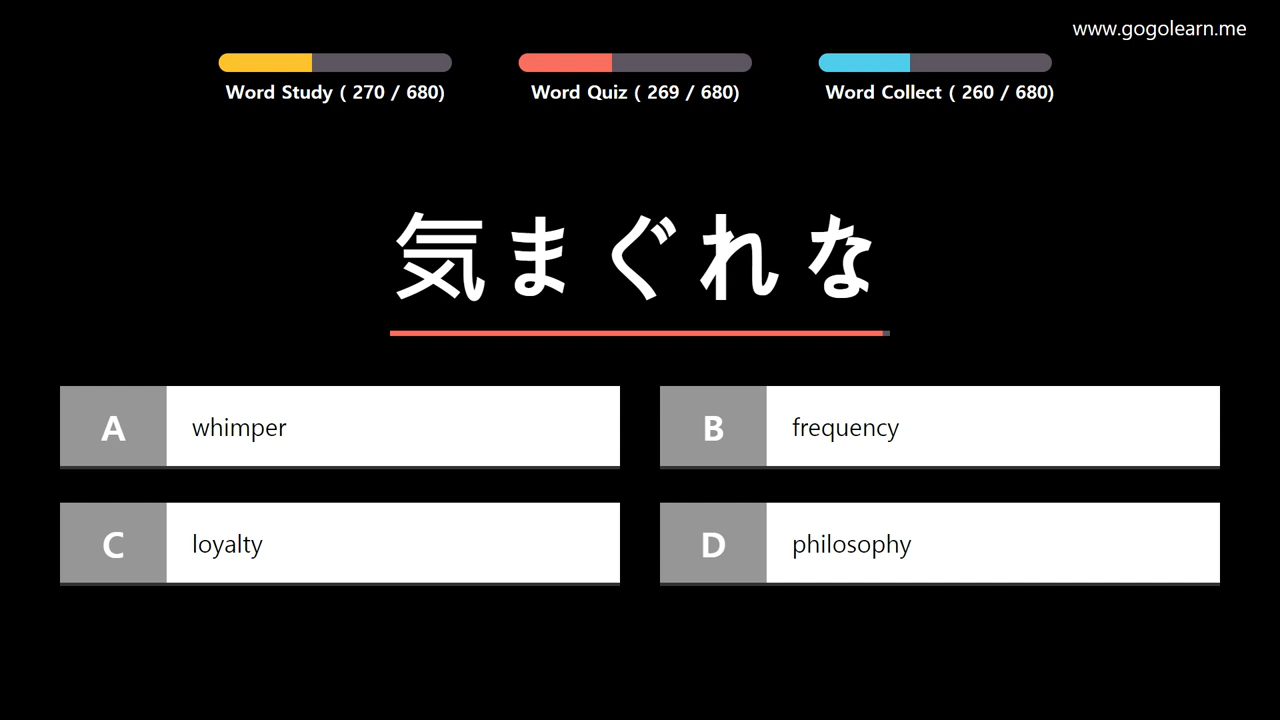 www.gogolearn.me
Word Study ( 270 / 680)
Word Quiz ( 269 / 680)
Word Collect ( 260 / 680)
気まぐれな
A whimper
B frequency
C loyalty
D philosophy